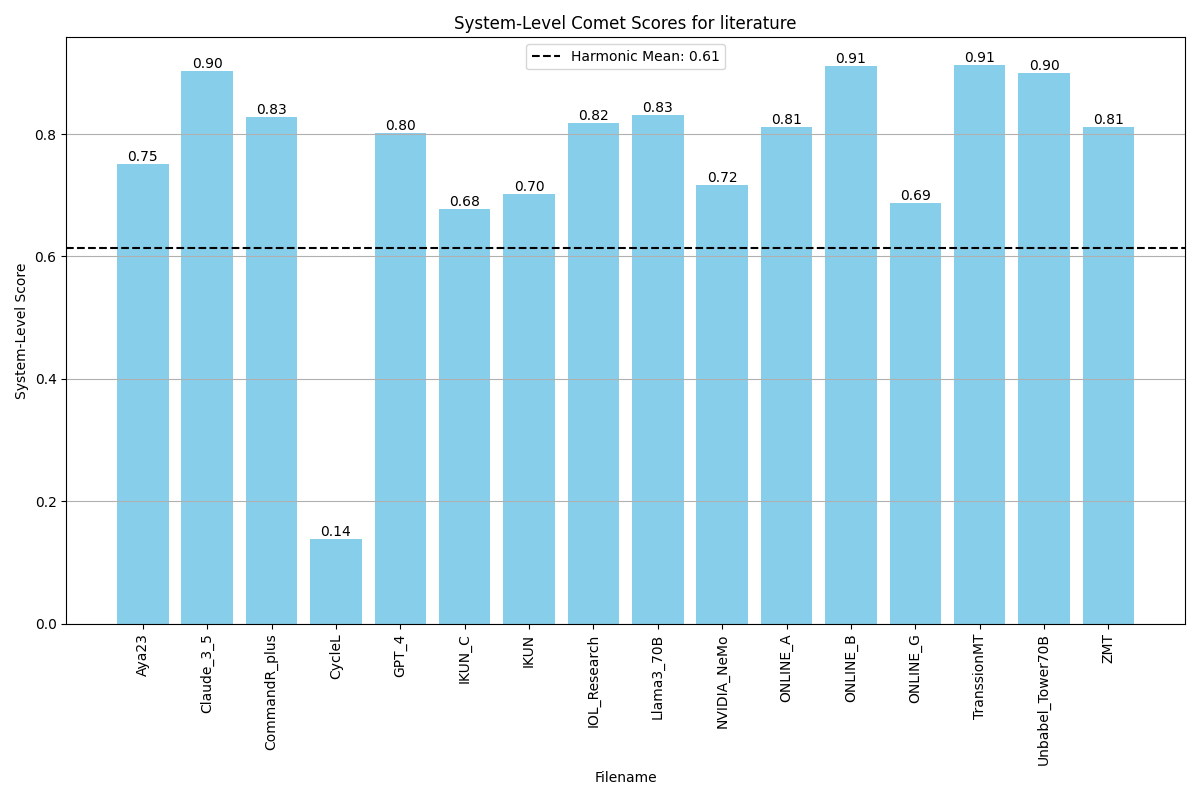 System-Level Comet Scores for literature
Harmonic Mean: 0.61
System-Level Score
0.8
0.6
0.4
0.2
0.0
0.75
0.90
0.83
0.14
0.80
0.68
0.70
0.82
0.83
0.72
0.81
0.91
0.69
0.91
0.90
0.81
Aya23
Claude_3_5
CommandR_plus
CycleL
GPT_4
IKUN_C
IKUN
IOL_Research
Llama3_70B
NVIDIA_NeMo
ONLINE_A
ONLINE_B
ONLINE_G
TranssionMT
Unbabel_Tower70B
ZMT
Filename